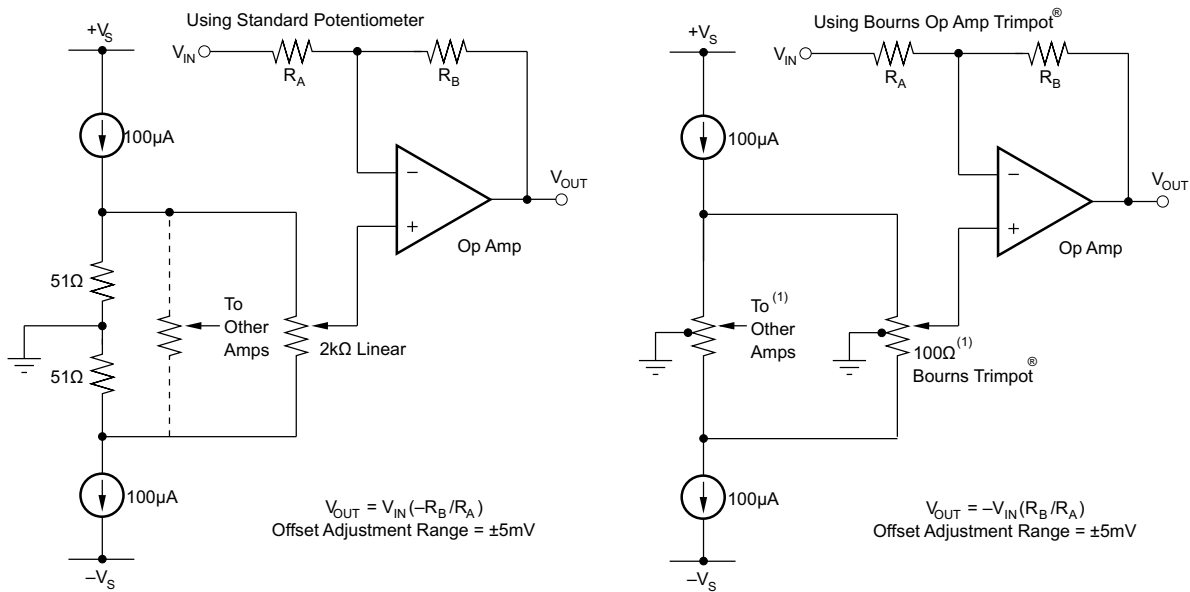 Using Standard Potentiometer
+VS
VIN
RA
RB
100µA
−
+
VOUT
Op Amp
51Ω
51Ω
To
Other
Amps
2kΩ Linear
100µA
VOUT = VIN (–RB/RA)
Offset Adjustment Range = ±5mV
–VS
Using Bourns Op Amp Trimpot®
+VS
VIN
RA
RB
100µA
−
+
VOUT
Op Amp
To (1)
Other
Amps
100Ω (1)
Bourns Trimpot®
100µA
VOUT = –VIN (RB/RA)
Offset Adjustment Range = ±5mV
–VS